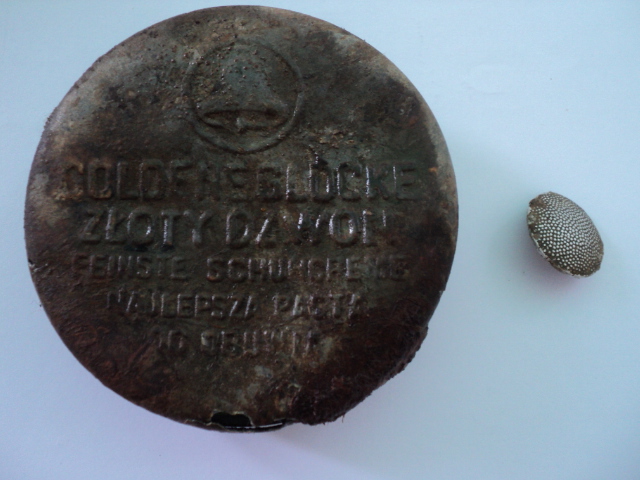 GOLDENE GLOCKE
ZŁOTY DZWON
FEINSTE SCHUHCREME
NAJLEPSZA PASTA
DO OBUWIA